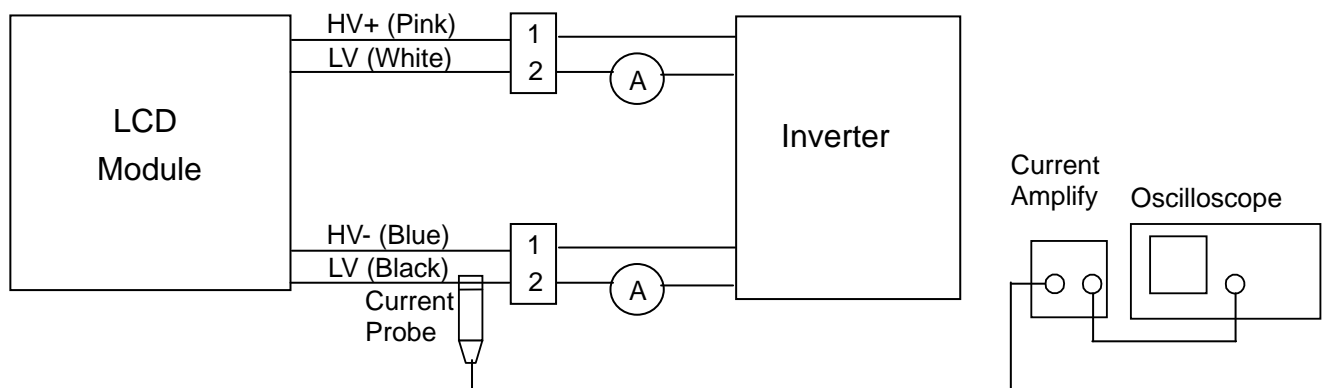 HV+ (Pink)
LV (White)
1
2
A
LCD
Module
Inverter
HV- (Blue)
LV (Black)
1
2
A
Current
Probe
Current
Amplify
Oscilloscope